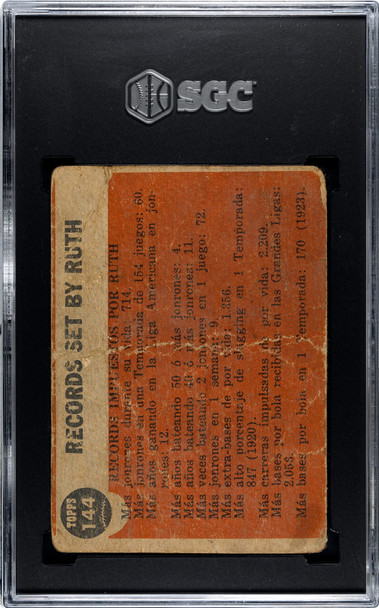 SGC
TOPPS
144
RECORDS SET BY RUTH
RECORDS IMPUESTOS POR RUTH
Más jonrones durante su vida: 714.
Más jonrones en una Temporada de 154 juegos: 60.
Más años ganando en la Liga Americana en jon-
rones: 12.
Más años bateando 50 ó más jonrones: 4.
Más años bateando 40 ó más jonrones: 11.
Más veces bateando 2 jonrones en 1 juego: 72.
Más jonrones en 1 semana: 9.
Más extra-bases de por vida: 1.356.
Más alto porcentaje de slugging en 1 Temporada:
847 (1920).
Más carreras impulsadas de por vida: 2.209.
Más bases por bola recibidas en las Grandes Ligas:
2.056.
Más bases por bola en 1 temporada: 170 (1923).